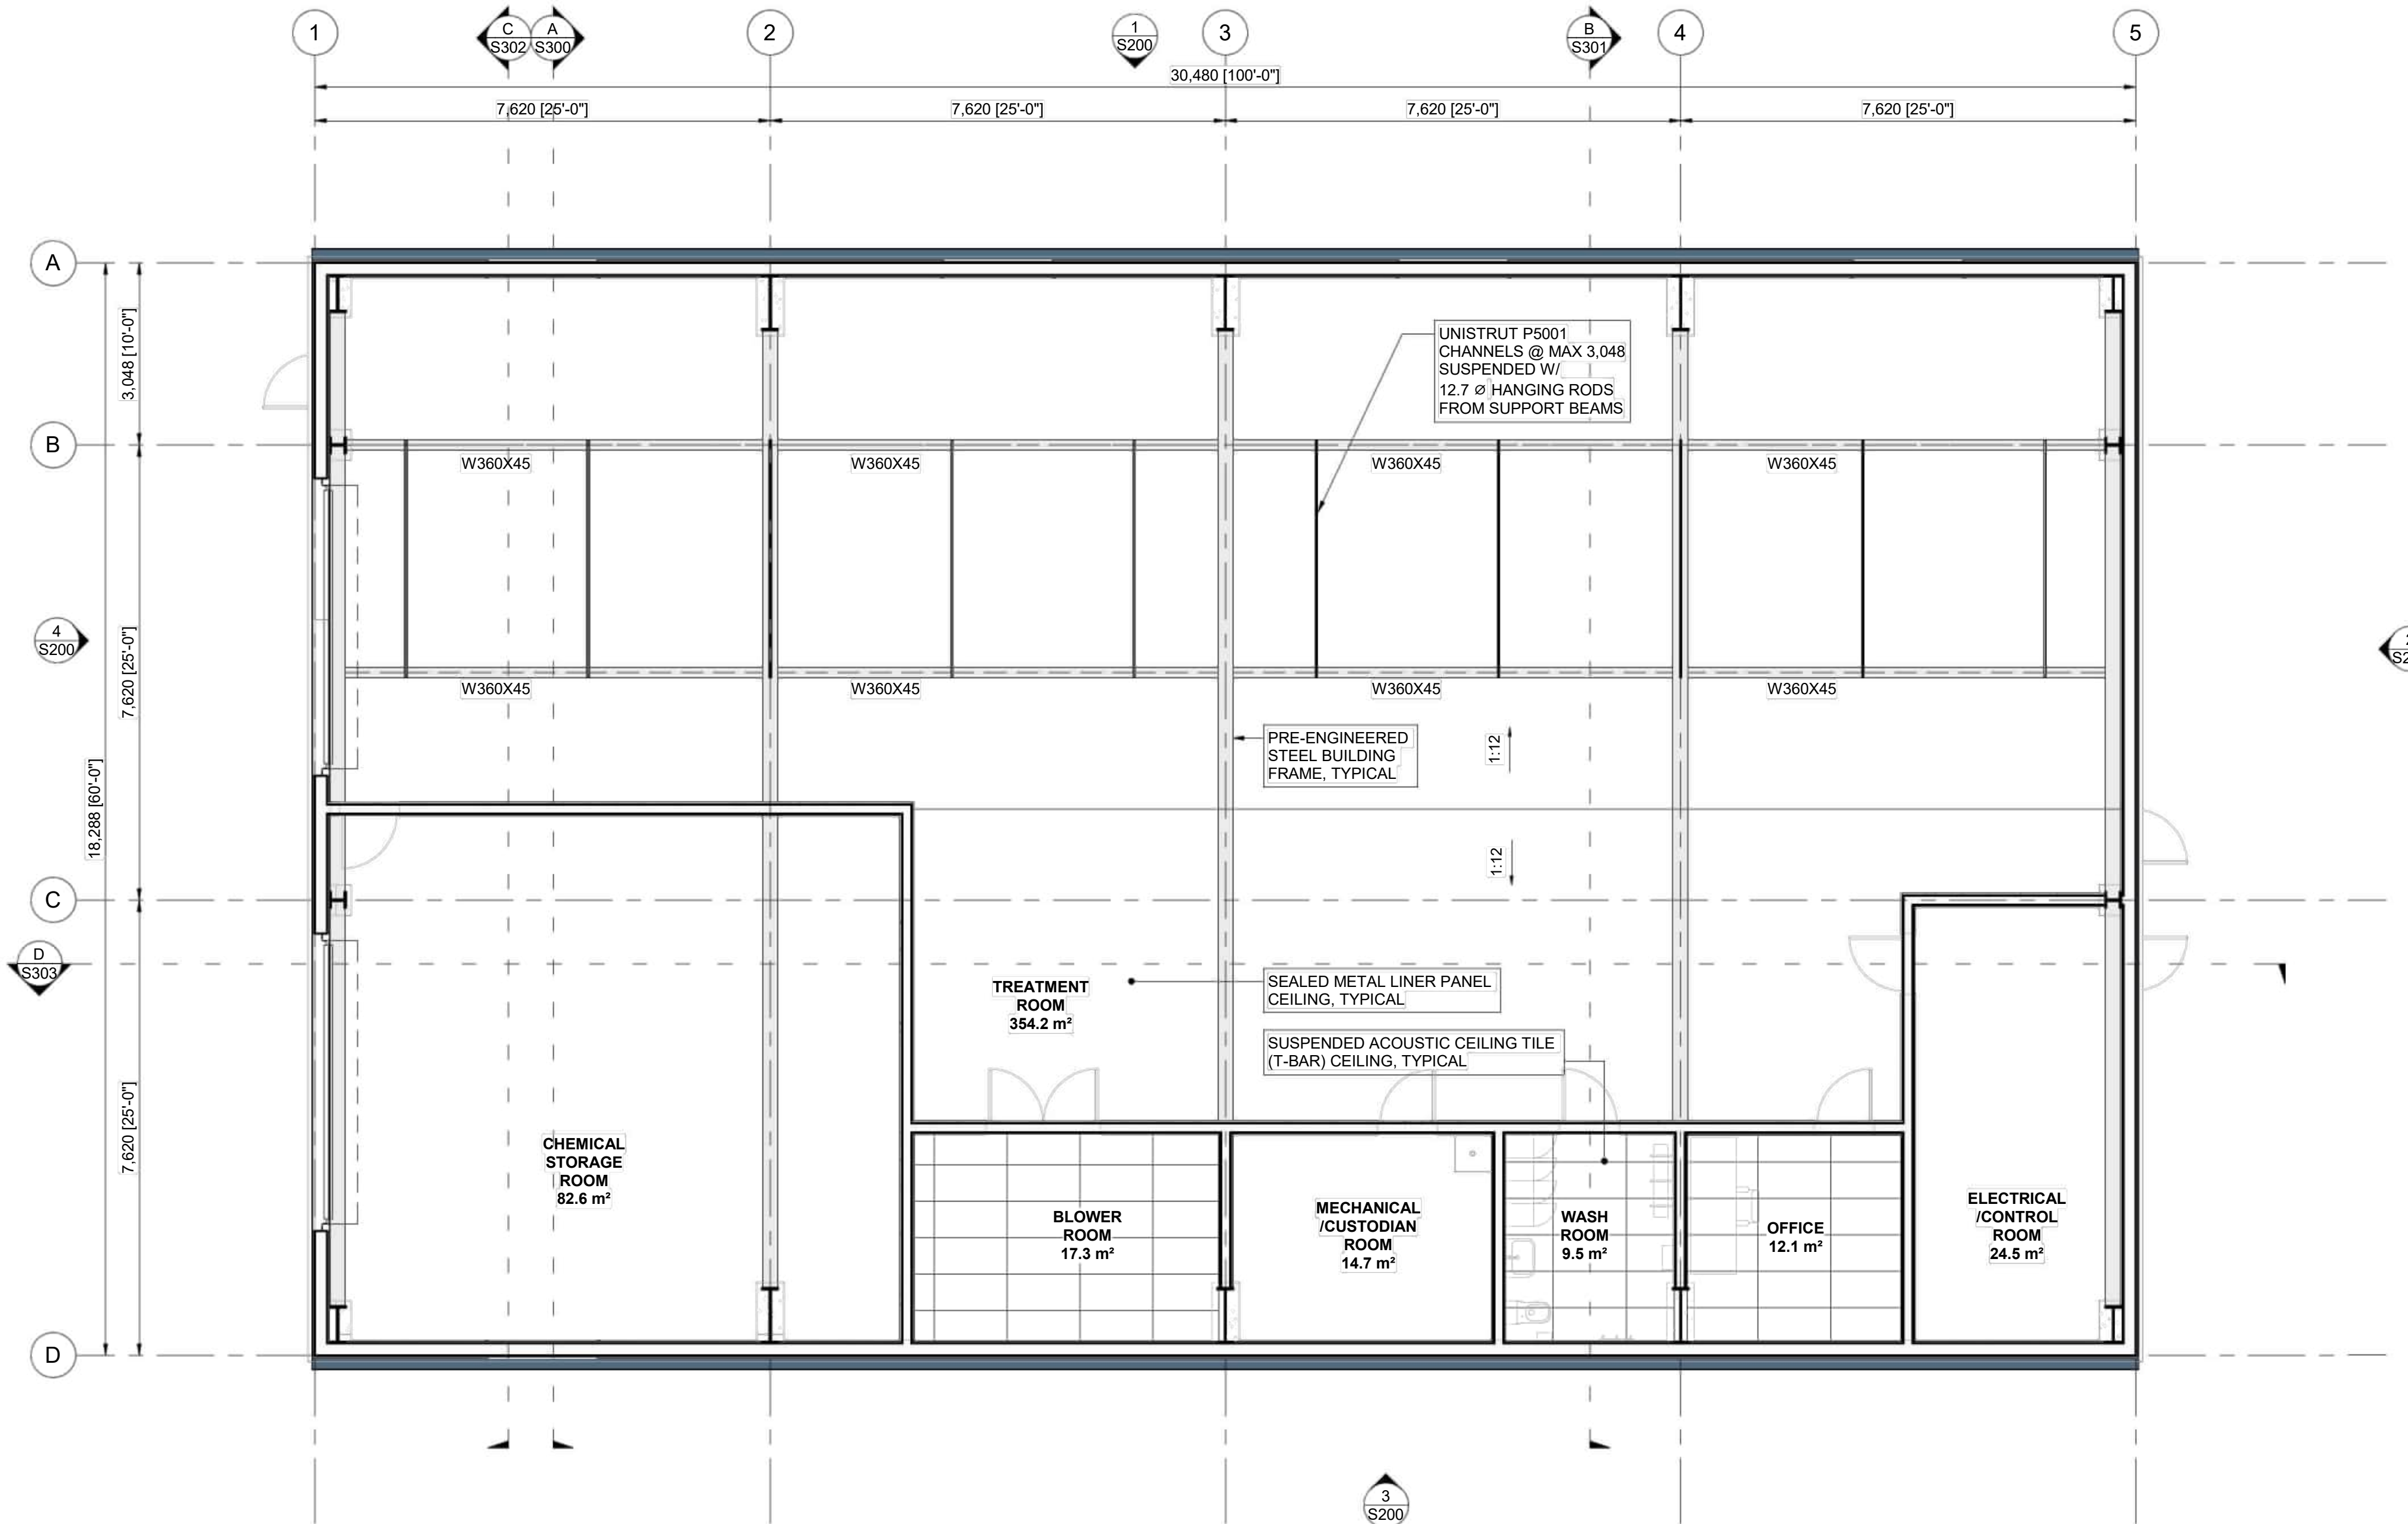 1
C
S302
A
S300
2
1
S200
3
B
S301
4
5
30,480 [100'-0"]
7,620 [25'-0"]
7,620 [25'-0"]
7,620 [25'-0"]
7,620 [25'-0"]
A
3,048 [10'-0"]
UNISTRUT P5001
CHANNELS @ MAX 3,048
SUSPENDED W/
12.7 ⌀ HANGING RODS
FROM SUPPORT BEAMS
B
W360X45
W360X45
W360X45
W360X45
4
S200
7,620 [25'-0"]
W360X45
W360X45
W360X45
W360X45
PRE-ENGINEERED
STEEL BUILDING
FRAME, TYPICAL
1:12
18,288 [60'-0"]
1:12
C
D
S303
TREATMENT
ROOM
354.2 m²
SEALED METAL LINER PANEL
CEILING, TYPICAL
SUSPENDED ACOUSTIC CEILING TILE
(T-BAR) CEILING, TYPICAL
7,620 [25'-0"]
CHEMICAL
STORAGE
ROOM
82.6 m²
BLOWER
ROOM
17.3 m²
MECHANICAL
/CUSTODIAN
ROOM
14.7 m²
WASH
ROOM
9.5 m²
OFFICE
12.1 m²
ELECTRICAL
/CONTROL
ROOM
24.5 m²
D
3
S200